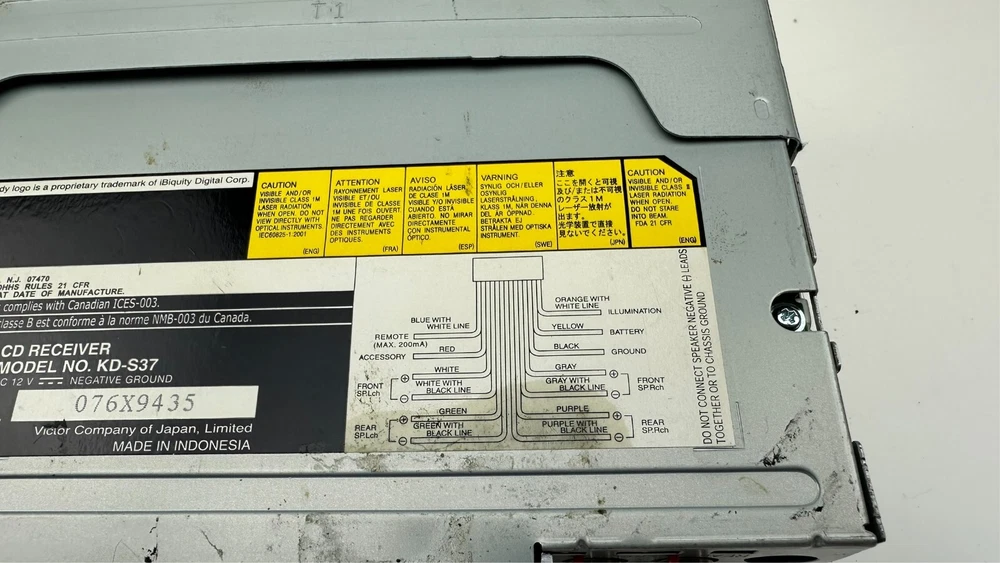 T-1
dy logo is a proprietary trademark of iBiquity Digital Corp.
CAUTION
VISIBLE AND/OR
INVISIBLE CLASS 1M
LASER RADIATION
WHEN OPEN. DO NOT
VIEW DIRECTLY WITH
OPTICAL INSTRUMENTS.
IEC60825-1:2001
(ENG)
ATTENTION
RAYONNEMENT LASER
VISIBLE ET/OU
INVISIBLE DE CLASSE
1M UNE FOIS OUVERT.
NE PAS REGARDER
DIRECTEMENT AVEC
DES INSTRUMENTS
OPTIQUES.
(FRA)
AVISO
RADIACIÓN LÁSER
DE CLASE 1M
VISIBLE Y/O INVISIBLE
CUANDO ESTÁ
ABIERTO. NO MIRAR
DIRECTAMENTE
CON INSTRUMENTAL
ÓPTICO.
(ESP)
VARNING
SYNLIG OCH/ELLER
OSYNLIG
LASERSTRÅLNING,
KLASS 1M, NÄR DENNA
DEL ÄR ÖPPNAD.
BETRAKTA EJ
STRÅLEN MED OPTISKA
INSTRUMENT.
(SWE)
注意
ここを開くと可視
及び/または不可視
のクラス1M
レーザー放射が
出ます。
光学装置で直接
見ないでください。
(JPN)
CAUTION
VISIBLE AND/OR
INVISIBLE CLASS II
LASER RADIATION
WHEN OPEN.
DO NOT STARE
INTO BEAM.
FDA 21 CFR
(ENG)
N.J. 07470
DHHS RULES 21 CFR
AT DATE OF MANUFACTURE.
complies with Canadian ICES-003.
classe B est conforme à la norme NMB-003 du Canada.
CD RECEIVER
MODEL NO. KD-S37
C 12 V NEGATIVE GROUND
076X9435
Victor Company of Japan, Limited
MADE IN INDONESIA
BLUE WITH
WHITE LINE
REMOTE
(MAX. 200mA)
RED
ACCESSORY
WHITE
FRONT
SP.Lch
WHITE WITH
BLACK LINE
GREEN
REAR
SP.Lch
GREEN WITH
BLACK LINE
ORANGE WITH
WHITE LINE
ILLUMINATION
YELLOW
BATTERY
BLACK
GROUND
GRAY
GRAY WITH
BLACK LINE
FRONT
SP.Rch
PURPLE
PURPLE WITH
BLACK LINE
REAR
SP.Rch
DO NOT CONNECT SPEAKER NEGATIVE (-) LEADS
TOGETHER OR TO CHASSIS GROUND